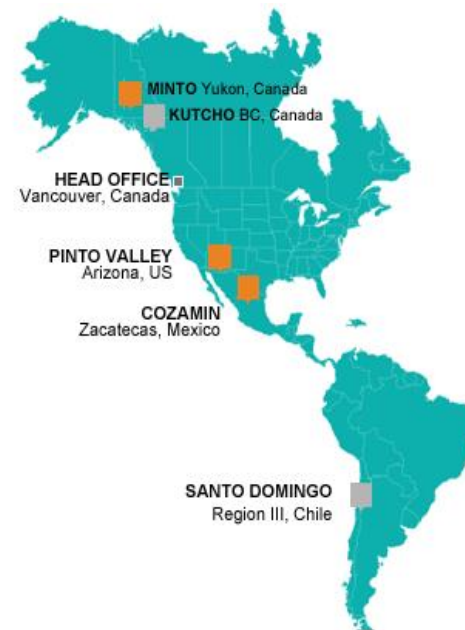 MINTO Yukon, Canada
KUTCHO BC, Canada
HEAD OFFICE
Vancouver, Canada
PINTO VALLEY
Arizona, US
COZAMIN
Zacatecas, Mexico
SANTO DOMINGO
Region III, Chile